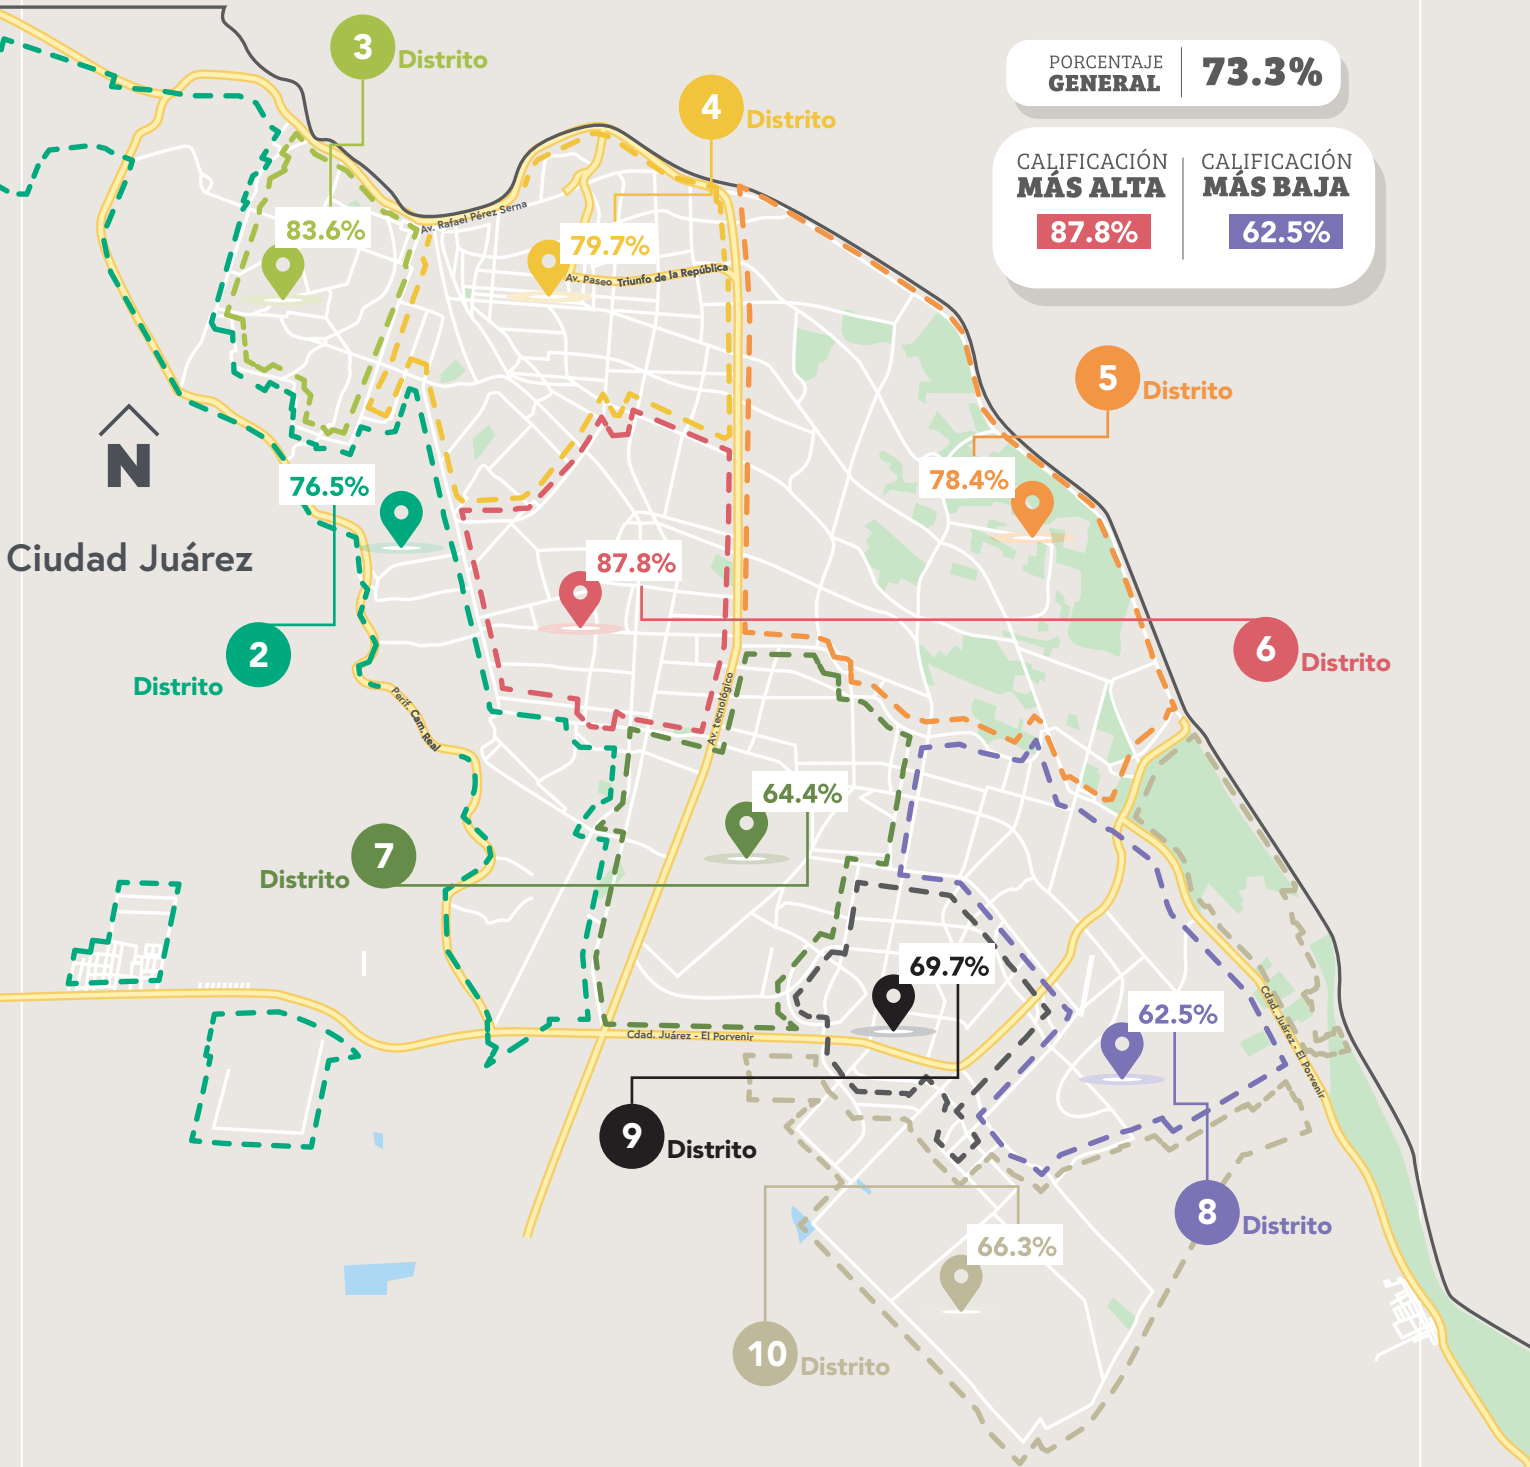 3
Distrito
4
Distrito
PORCENTAJE
GENERAL
73.3%
CALIFICACIÓN
MÁS ALTA
87.8%
CALIFICACIÓN
MÁS BAJA
62.5%
83.6%
Av. Rafael Pérez Serna
79.7%
Av. Paseo Triunfo de la República
5
Distrito
78.4%
N
Ciudad Juárez
76.5%
87.8%
2
Distrito
6
Distrito
Perif. Cam. Real
Av. tecnológico
64.4%
7
Distrito
69.7%
62.5%
Cdad. Juárez - El Porvenir
Cdad. Juárez - El Porvenir
9
Distrito
8
Distrito
66.3%
10
Distrito